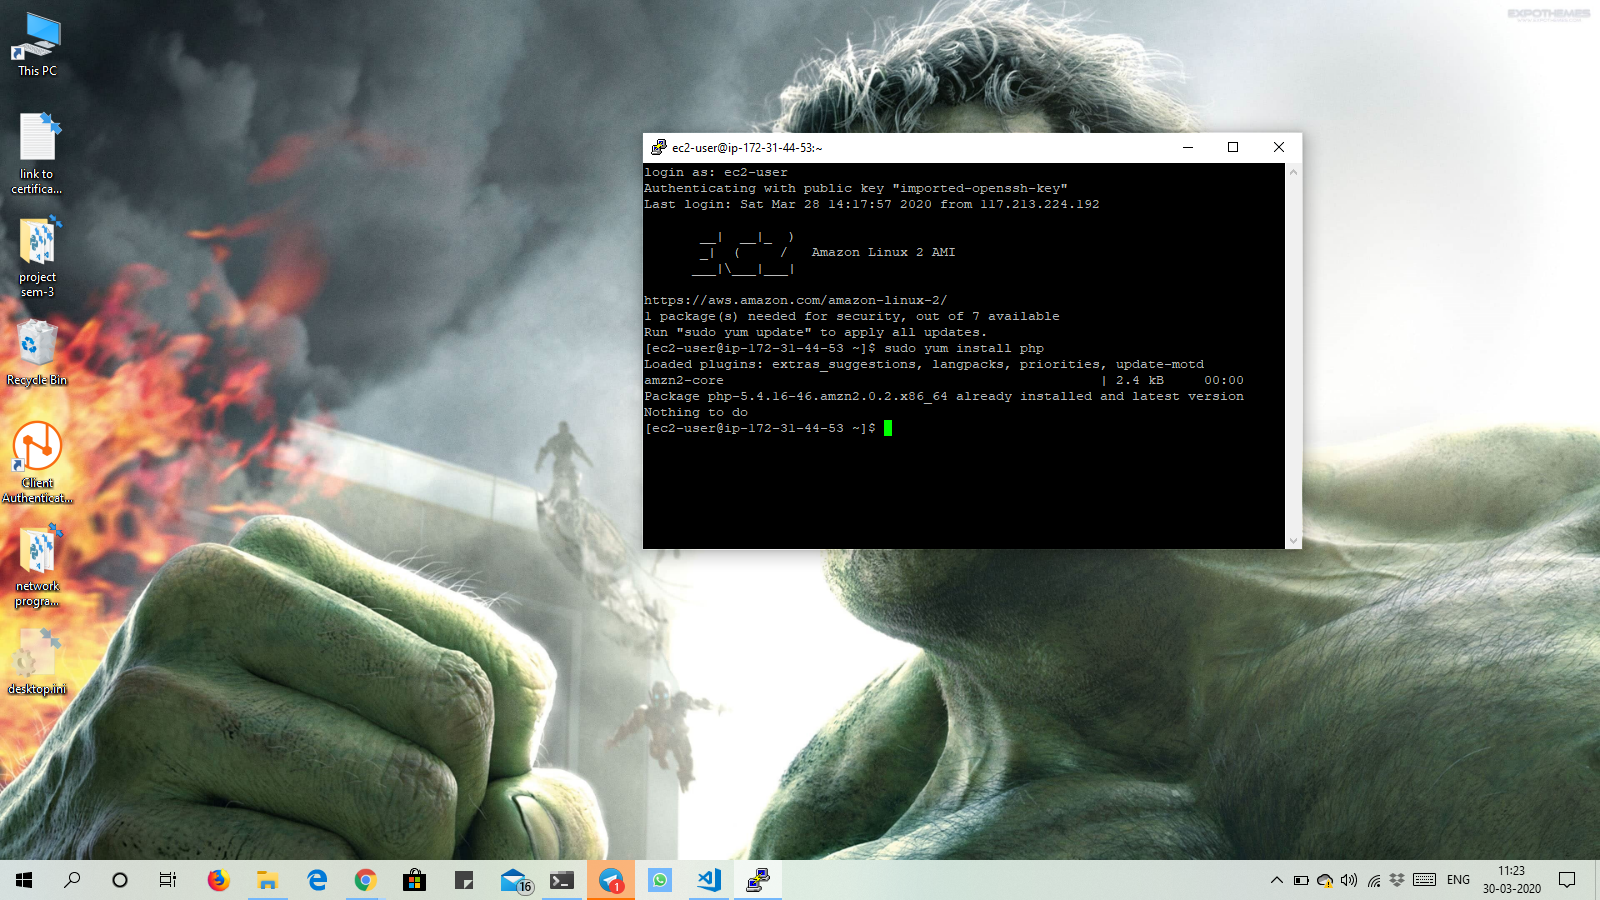 EXPOTHEMES
This PC
link to
certifica...
project
sem-3
Recycle Bin
Client
Authenticat...
network
progra...
desktop.ini
ec2-user@ip-172-31-44-53:~
login as: ec2-user
Authenticating with public key "imported-openssh-key"
Last login: Sat Mar 28 14:17:57 2020 from 117.213.224.192
       __|  __|_  )
       _|  (     /   Amazon Linux 2 AMI
      ___|\___|___|
https://aws.amazon.com/amazon-linux-2/
1 package(s) needed for security, out of 7 available
Run "sudo yum update" to apply all updates.
[ec2-user@ip-172-31-44-53 ~]$ sudo yum install php
Loaded plugins: extras_suggestions, langpacks, priorities, update-motd
amzn2-core | 2.4 kB 00:00
Package php-5.4.16-46.amzn2.0.2.x86_64 already installed and latest version
Nothing to do
[ec2-user@ip-172-31-44-53 ~]$
16
1
ENG
11:23
30-03-2020